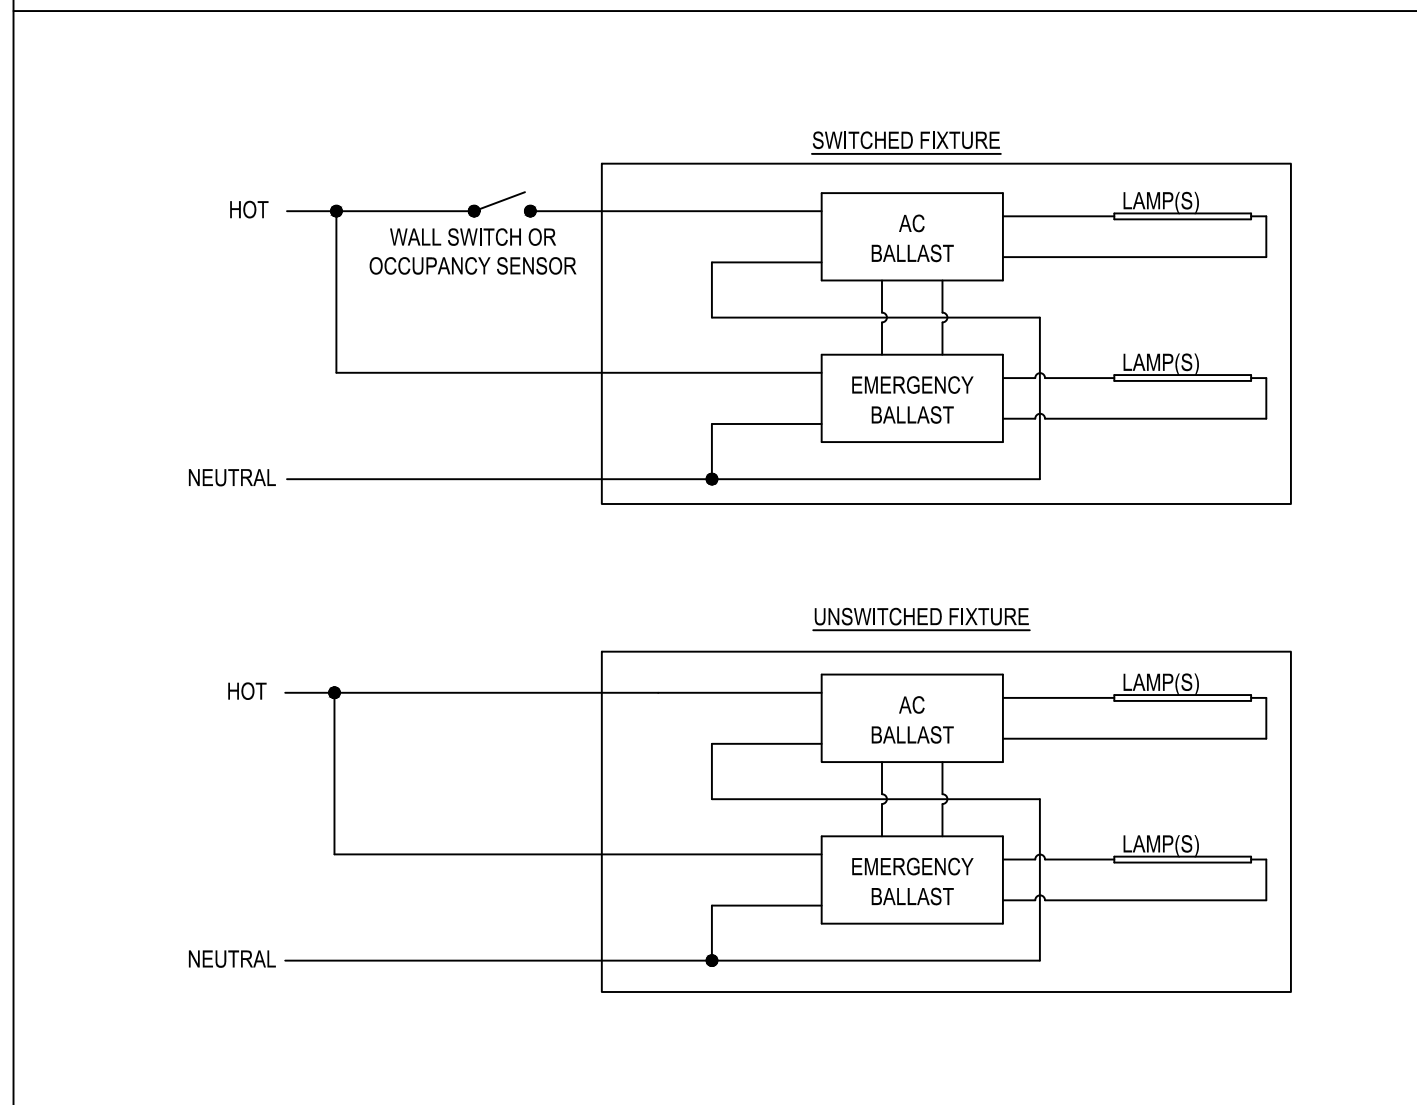 SWITCHED FIXTURE
HOT
WALL SWITCH OR
OCCUPANCY SENSOR
AC
BALLAST
LAMP(S)
EMERGENCY
BALLAST
LAMP(S)
NEUTRAL
UNSWITCHED FIXTURE
HOT
AC
BALLAST
LAMP(S)
EMERGENCY
BALLAST
LAMP(S)
NEUTRAL